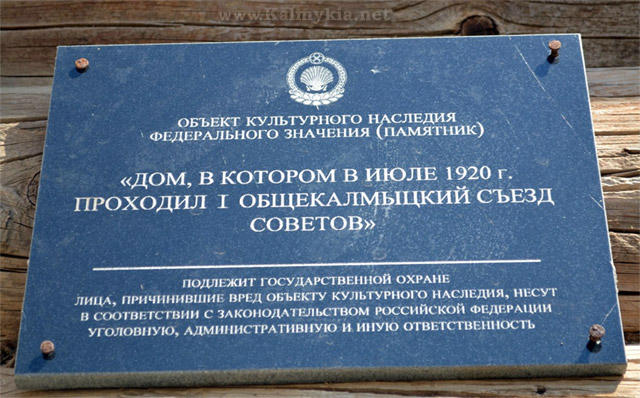 www.Kalmykia.net
ОБЪЕКТ КУЛЬТУРНОГО НАСЛЕДИЯ
ФЕДЕРАЛЬНОГО ЗНАЧЕНИЯ (ПАМЯТНИК)
«ДОМ, В КОТОРОМ В ИЮЛЕ 1920 г.
ПРОХОДИЛ I ОБЩЕКАЛМЫЦКИЙ СЪЕЗД
СОВЕТОВ»
ПОДЛЕЖИТ ГОСУДАРСТВЕННОЙ ОХРАНЕ
ЛИЦА, ПРИЧИНИВШИЕ ВРЕД ОБЪЕКТУ КУЛЬТУРНОГО НАСЛЕДИЯ, НЕСУТ
В СООТВЕТСТВИИ С ЗАКОНОДАТЕЛЬСТВОМ РОССИЙСКОЙ ФЕДЕРАЦИИ
УГОЛОВНУЮ, АДМИНИСТРАТИВНУЮ И ИНУЮ ОТВЕТСТВЕННОСТЬ